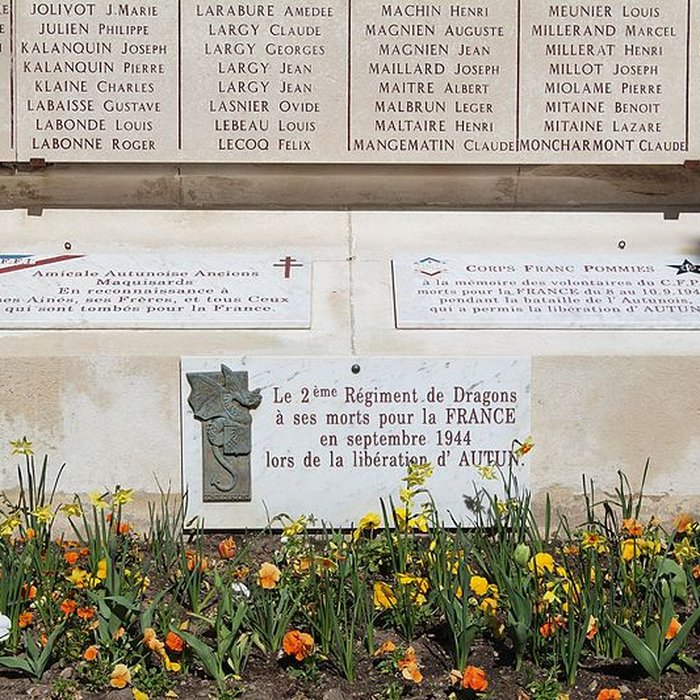 JOLIVOT J.MARIE
JULIEN PHILIPPE
KALANQUIN JOSEPH
KALANQUIN PIERRE
KLAINE CHARLES
LABAISSE GUSTAVE
LABONDE LOUIS
LABONNE ROGER
LARABURE AMEDEE
LARGY CLAUDE
LARGY GEORGES
LARGY JEAN
LARGY JEAN
LASNIER OVIDE
LEBEAU LOUIS
LECOQ FELIX
MACHIN HENRI
MAGNIEN AUGUSTE
MAGNIEN JEAN
MAILLARD JOSEPH
MAITRE ALBERT
MALBRUN LEGER
MALTAIRE HENRI
MANGEMATIN CLAUDE
MEUNIER LOUIS
MILLERAND MARCEL
MILLERAT HENRI
MILLOT JOSEPH
MIOLAME PIERRE
MITAINE BENOIT
MITAINE LAZARE
MONCHARMONT CLAUDE
Amicale Autunoise Anciens
Maquisards
En reconnaissance à
ses Ainés, ses Frères, et tous Ceux
qui sont tombés pour la France.
CORPS FRANC POMMIES
à la mémoire des volontaires du C.F.P
morts pour la FRANCE du 8 au 10.9.194
pendant la bataille de l' Autunois
qui a permis la libération d' AUTUN
Le 2ème Régiment de Dragons
à ses morts pour la FRANCE
en septembre 1944
lors de la libération d' AUTUN.